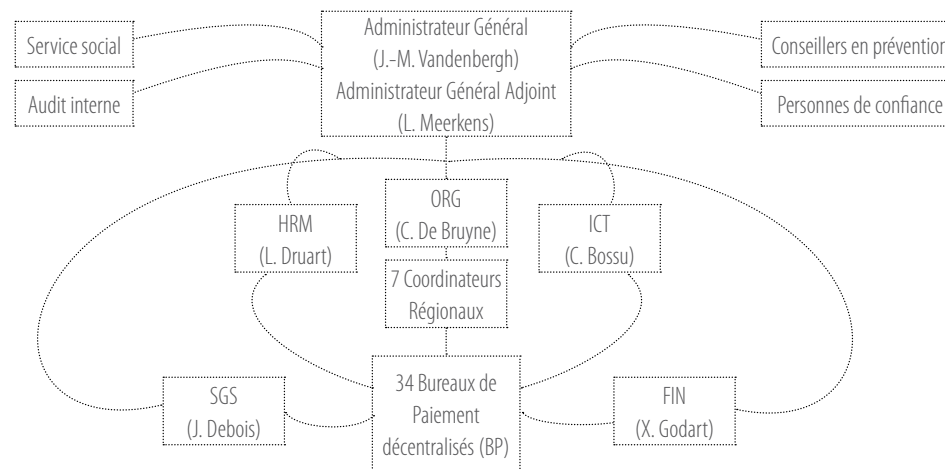 Administrateur Général
(J.-M. Vandenbergh)
Administrateur Général Adjoint
(L. Meerkens)
Service social
Audit interne
Conseillers en prévention
Personnes de confiance
HRM
(L. Druart)
ORG
(C. De Bruyne)
ICT
(C. Bossu)
7 Coordinateurs
Régionaux
SGS
(J. Debois)
34 Bureaux de
Paiement
décentralisés (BP)
FIN
(X. Godart)